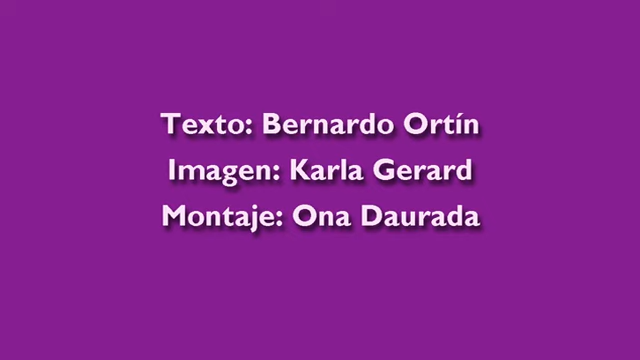 Texto: Bernardo Ortín
Imagen: Karla Gerard
Montaje: Ona Daurada